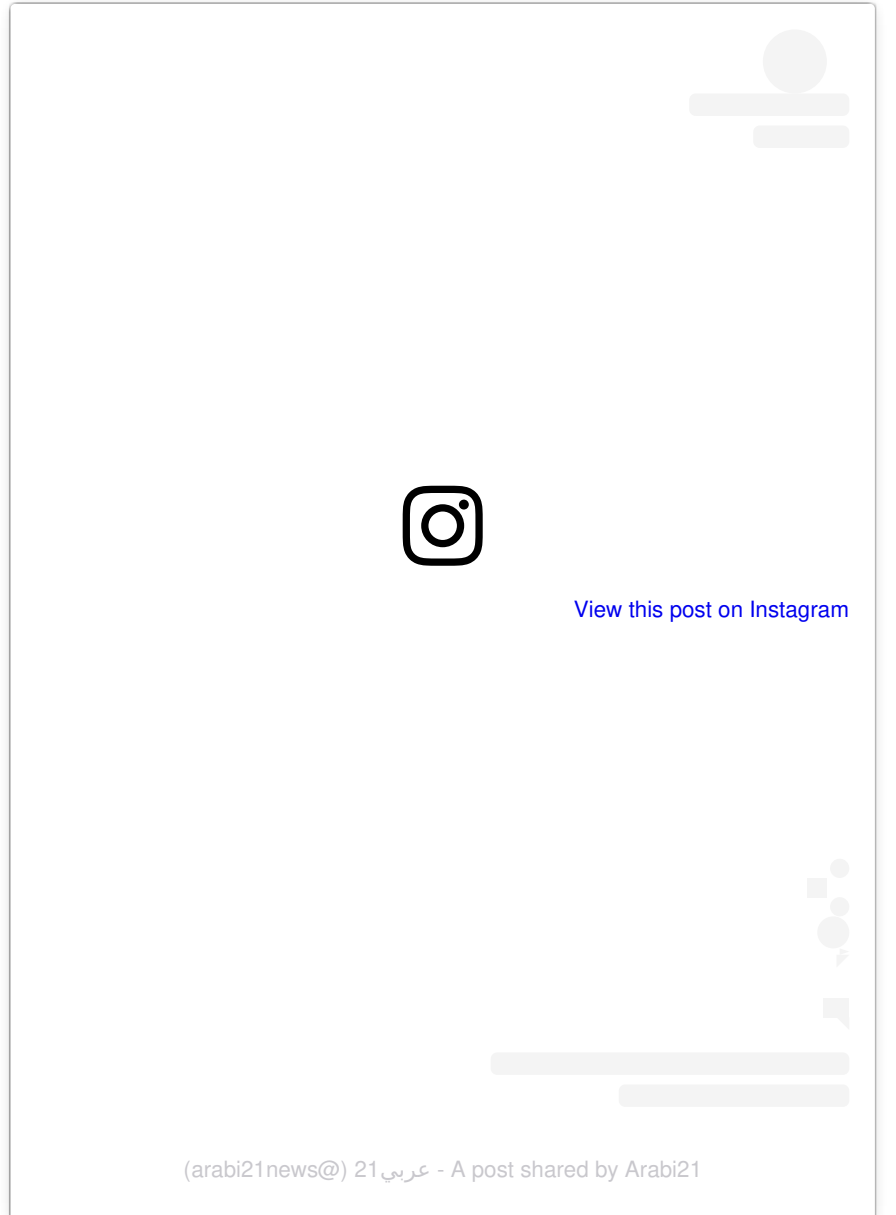 View this post on Instagram
A post shared by Arabi21 - عربي21 (@arabi21news)